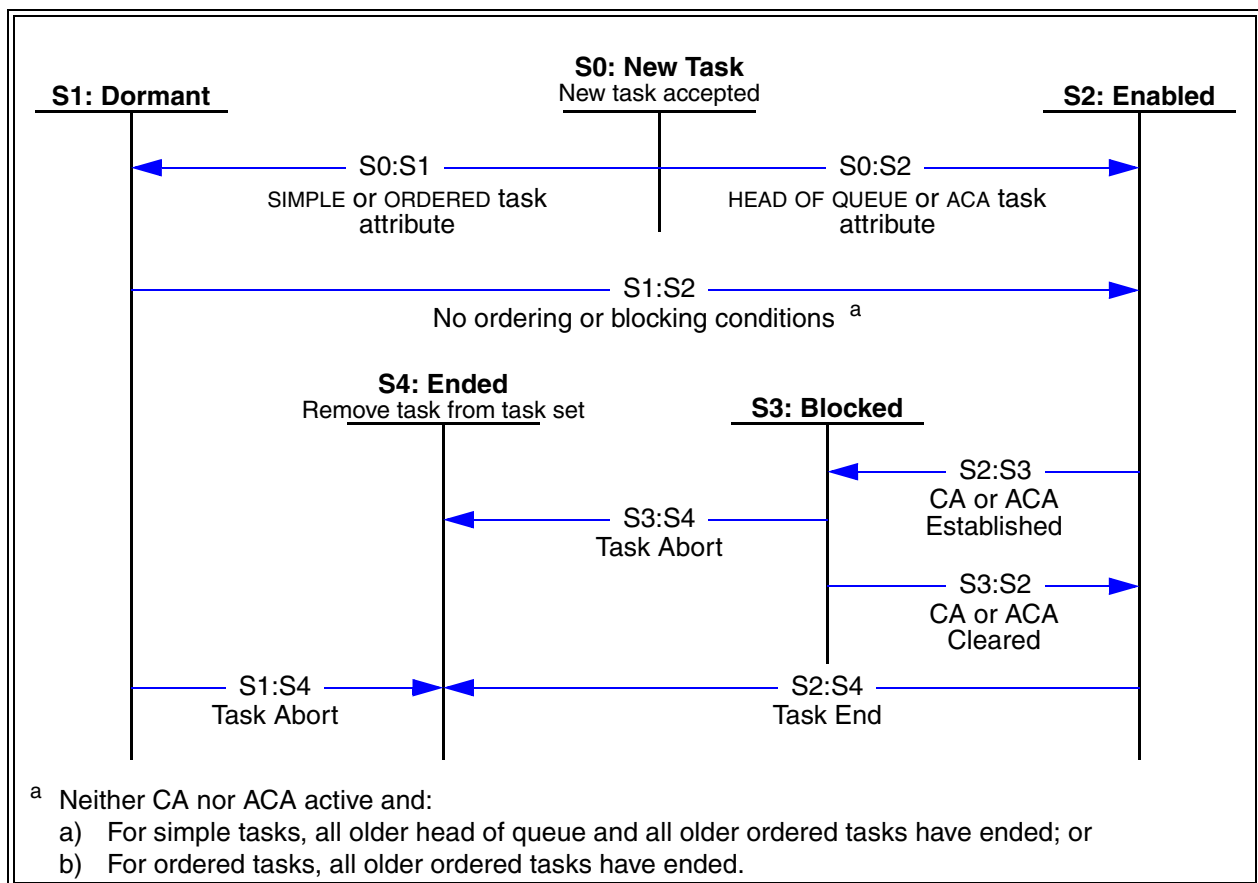 S0: New Task
New task accepted
S1: Dormant
S2: Enabled
S0:S1
SIMPLE or ORDERED task
attribute
S0:S2
HEAD OF QUEUE or ACA task
attribute
S1:S2
No ordering or blocking conditions a
S4: Ended
Remove task from task set
S3: Blocked
S2:S3
CA or ACA
Established
S3:S4
Task Abort
S3:S2
CA or ACA
Cleared
S1:S4
Task Abort
S2:S4
Task End
a Neither CA nor ACA active and:
a) For simple tasks, all older head of queue and all older ordered tasks have ended; or
b) For ordered tasks, all older ordered tasks have ended.